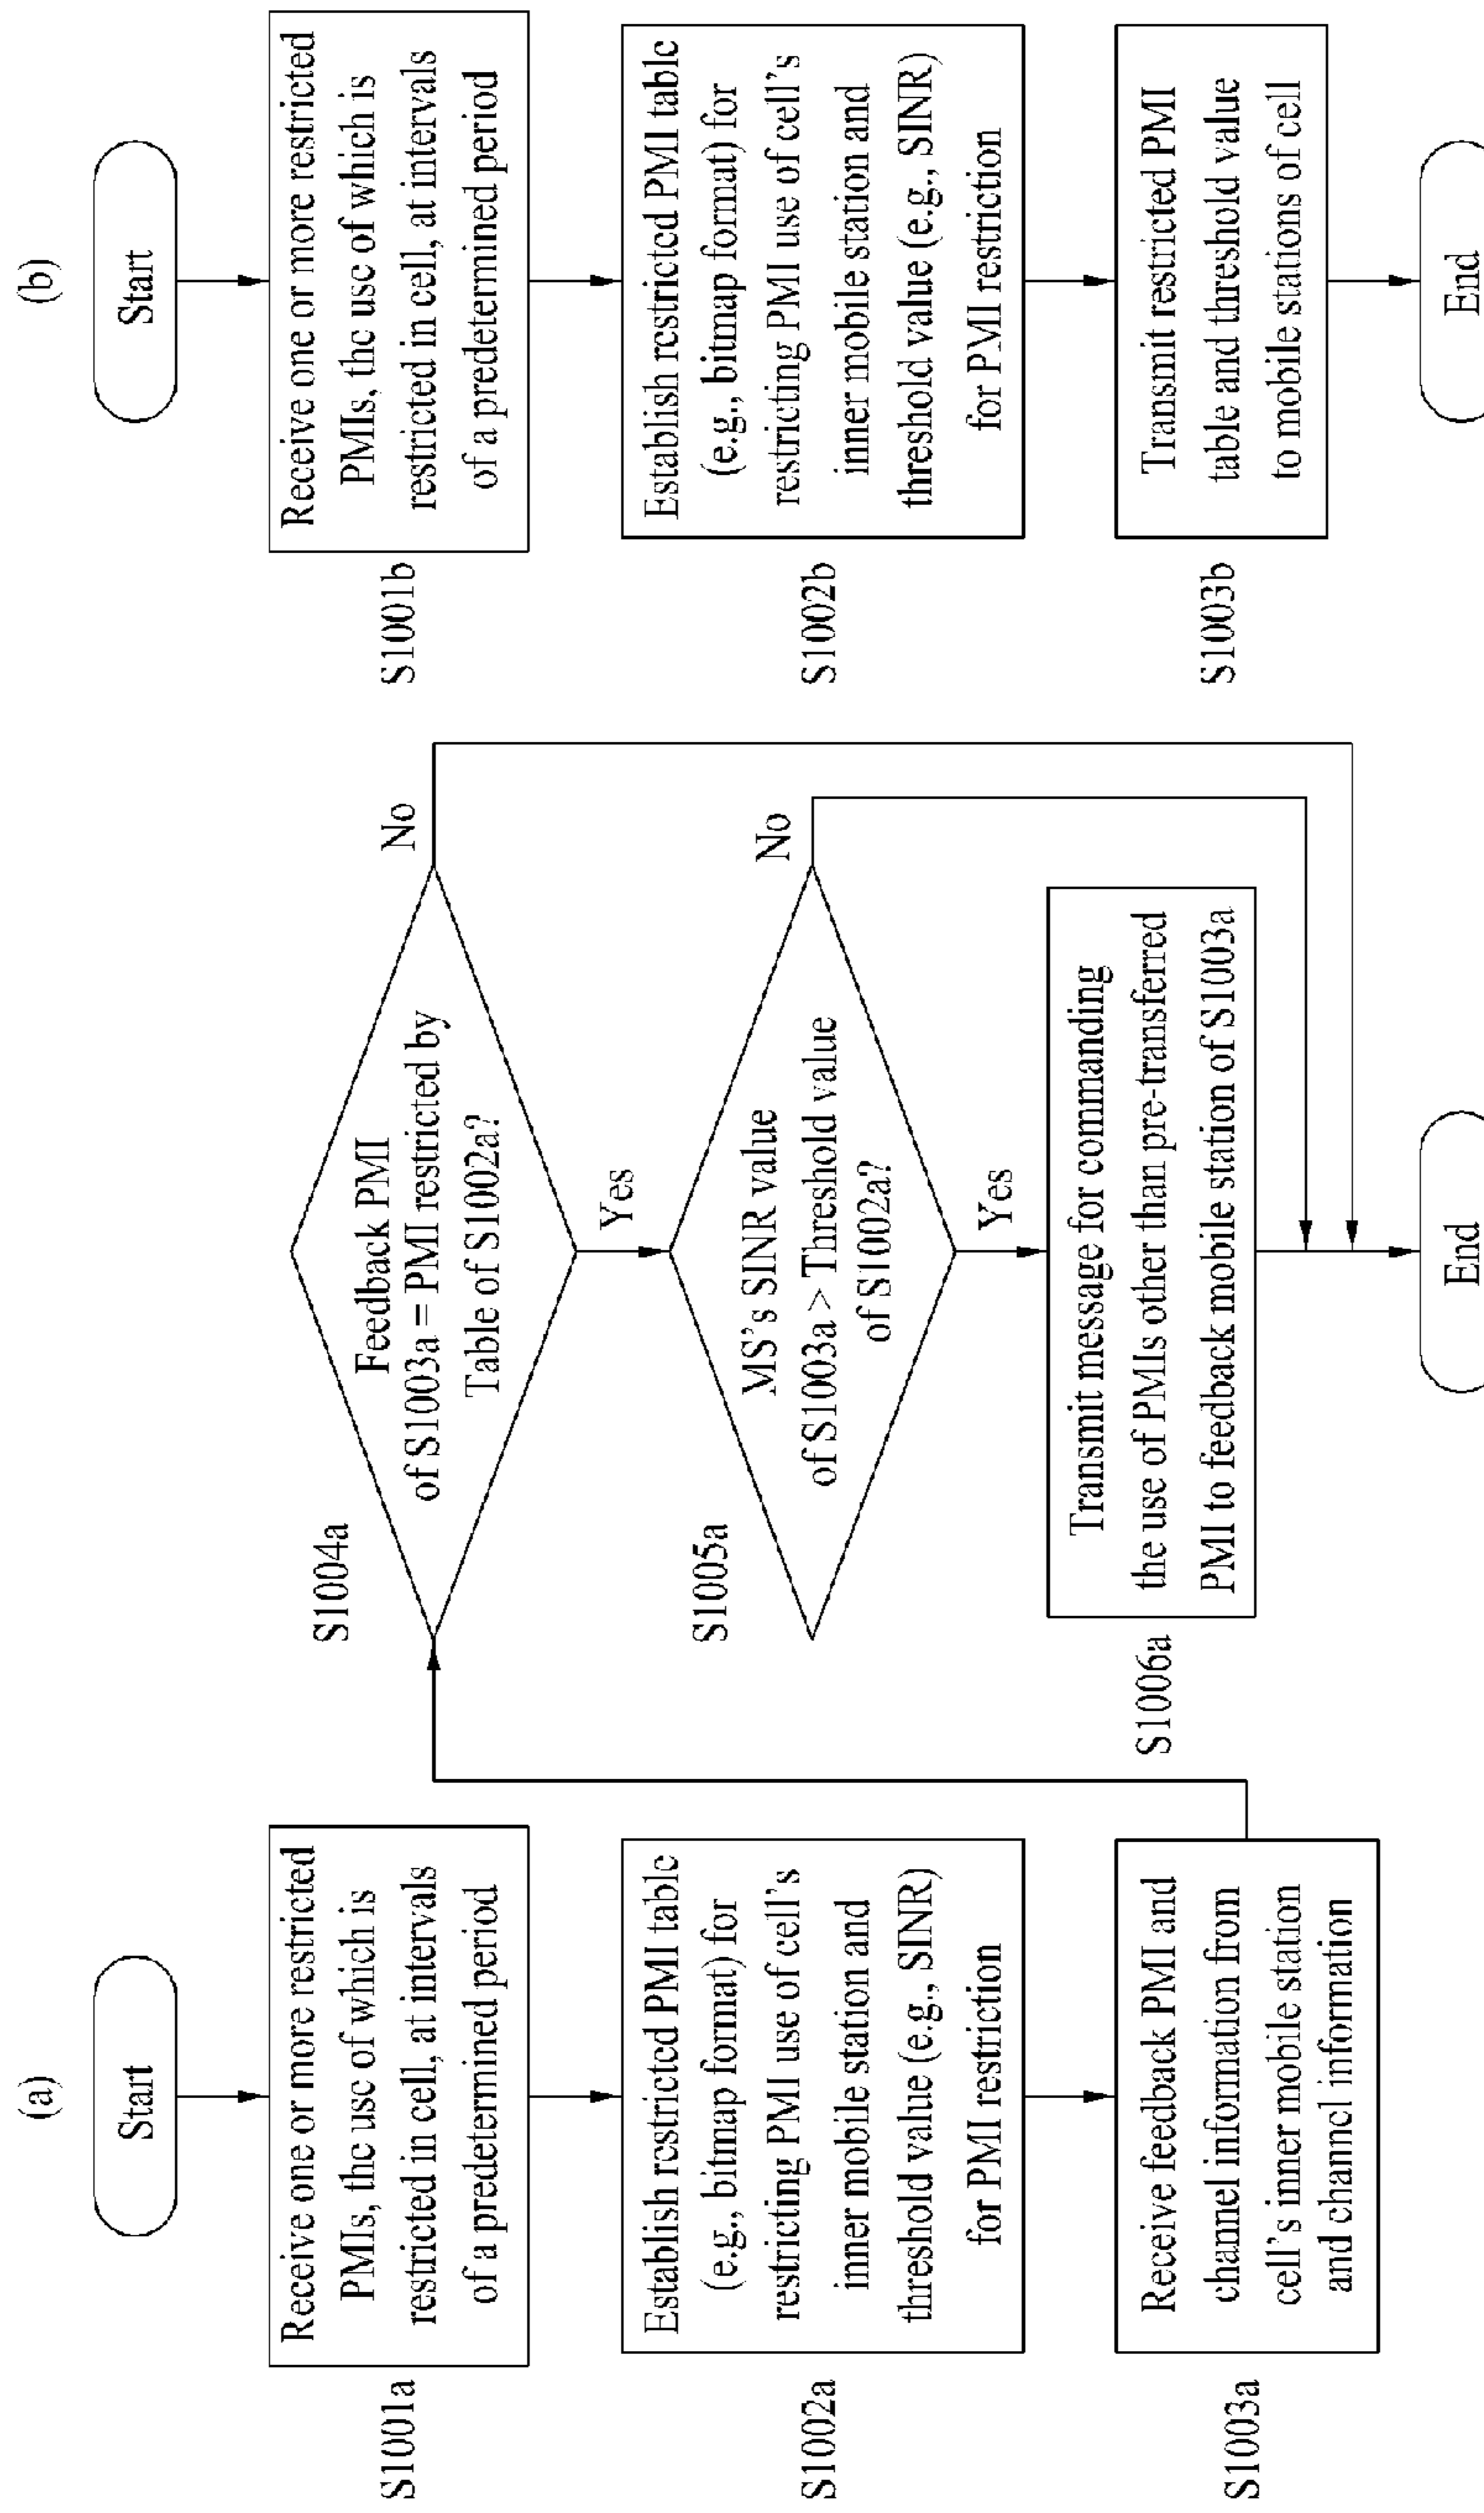 (a)
Start
S1001a
Receive one or more restricted
PMIs, the use of which is
restricted in cell, at intervals
of a predetermined period
S1002a
Establish restricted PMI table
(e.g., bitmap format) for
restricting PMI use of cell's
inner mobile station and
threshold value (e.g., SINR)
for PMI restriction
S1003a
Receive feedback PMI and
channel information from
cell's inner mobile station
and channel information
S1004a
Feedback PMI
of S1003a = PMI restricted by
Table of S1002a?
No
Yes
S1005a
MS's SINR value
of S1003a > Threshold value
of S1002a?
No
Yes
S1006a
Transmit message for commanding
the use of PMIs other than pre-transferred
PMI to feedback mobile station of S1003a
End
(b)
Start
S1001b
Receive one or more restricted
PMIs, the use of which is
restricted in cell, at intervals
of a predetermined period
S1002b
Establish restricted PMI table
(e.g., bitmap format) for
restricting PMI use of cell's
inner mobile station and
threshold value (e.g., SINR)
for PMI restriction
S1003b
Transmit restricted PMI
table and threshold value
to mobile stations of cell
End